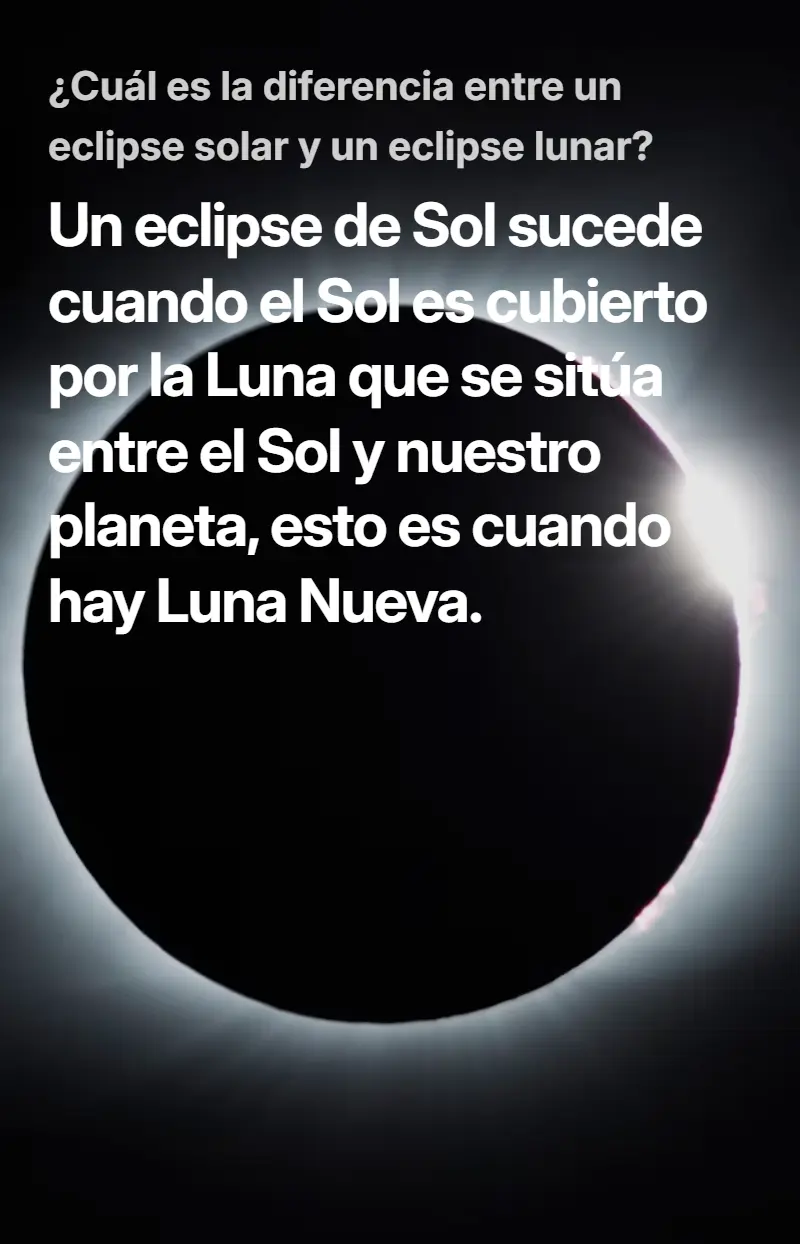 ¿Cuál es la diferencia entre un
eclipse solar y un eclipse lunar?
Un eclipse de Sol sucede
cuando el Sol es cubierto
por la Luna que se sitúa
entre el Sol y nuestro
planeta, esto es cuando
hay Luna Nueva.